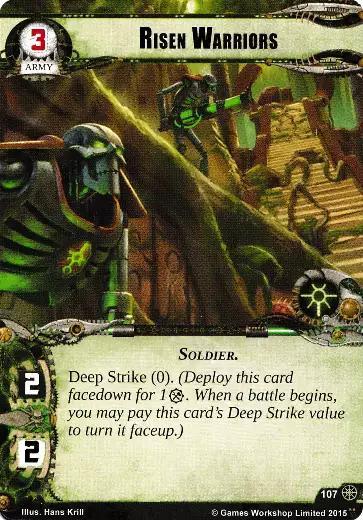 3
ARMY
RISEN WARRIORS
SOLDIER.
2
2
Deep Strike (0). (Deploy this card
facedown for 1. When a battle begins,
you may pay this card's Deep Strike value
to turn it faceup.)
107
Illus. Hans Krill
© Games Workshop Limited 2015